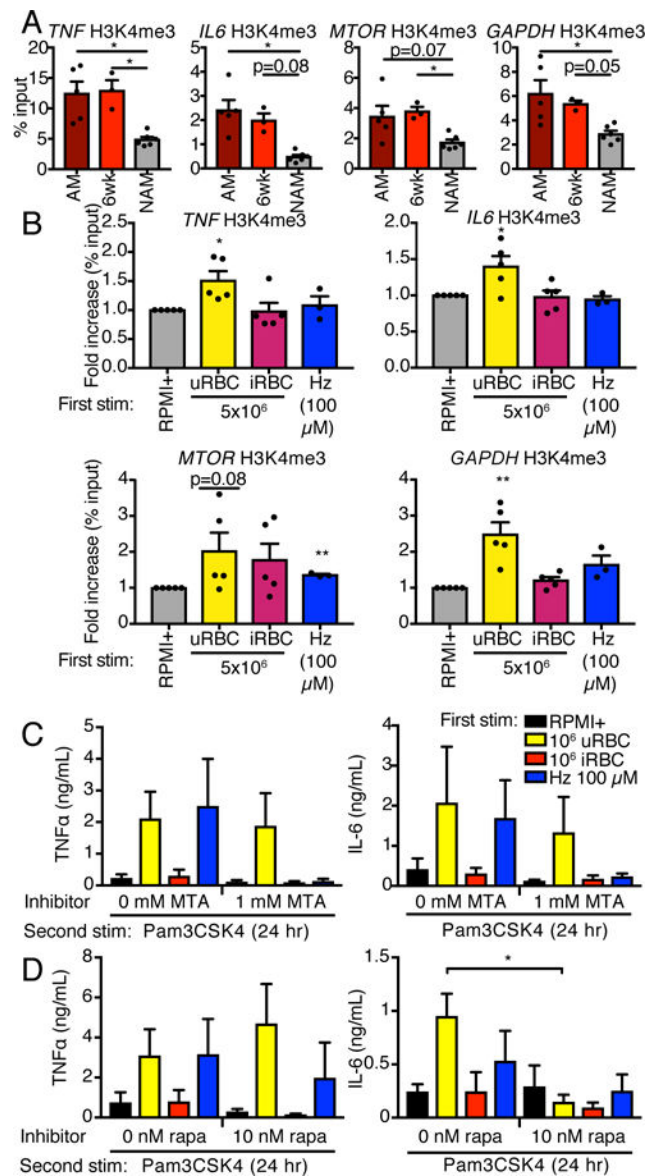 A
TNF H3K4me3 IL6 H3K4me3 MTOR H3K4me3 GAPDH H3K4me3
% input
20 15 10 5 0
* *
AM 6wk NAM
6 4 2 0
* p=0.08
AM 6wk NAM
8 6 4 2 0
p=0.07 *
AM 6wk NAM
10 8 6 4 2 0
* p=0.05
AM 6wk NAM
B
TNF H3K4me3
Fold increase (% input)
2.5 2.0 1.5 1.0 0.5 0
*
RPMI+ uRBC iRBC Hz
First stim: 5x10⁶ (100 µM)
IL6 H3K4me3
2.0 1.5 1.0 0.5 0
*
RPMI+ uRBC iRBC Hz
5x10⁶ (100 µM)
MTOR H3K4me3
p=0.08
Fold increase (% input)
4 3 2 1 0
**
RPMI+ uRBC iRBC Hz
First stim: 5x10⁶ (100 µM)
GAPDH H3K4me3
4 3 2 1 0
**
RPMI+ uRBC iRBC Hz
5x10⁶ (100 µM)
C
TNFα (ng/mL)
5 4 3 2 1 0
IL-6 (ng/mL)
4 3 2 1 0
First stim: RPMI+
10⁶ uRBC
10⁶ iRBC
Hz 100 µM
Inhibitor 0 mM MTA 1 mM MTA 0 mM MTA 1 mM MTA
Second stim: Pam3CSK4 (24 hr) Pam3CSK4 (24 hr)
D
TNFα (ng/mL)
8 6 4 2 0
IL-6 (ng/mL)
1.5 1 0.5 0
*
Inhibitor 0 nM rapa 10 nM rapa 0 nM rapa 10 nM rapa
Second stim: Pam3CSK4 (24 hr) Pam3CSK4 (24 hr)